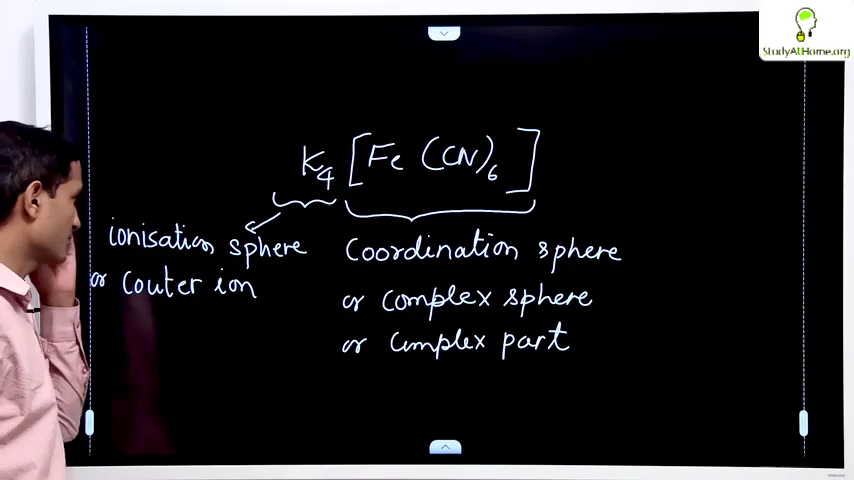 StudyAtHome.org
K₄ [Fe (CN)₆]
ionisation sphere
or couter ion
Coordination sphere
or complex sphere
or complex part